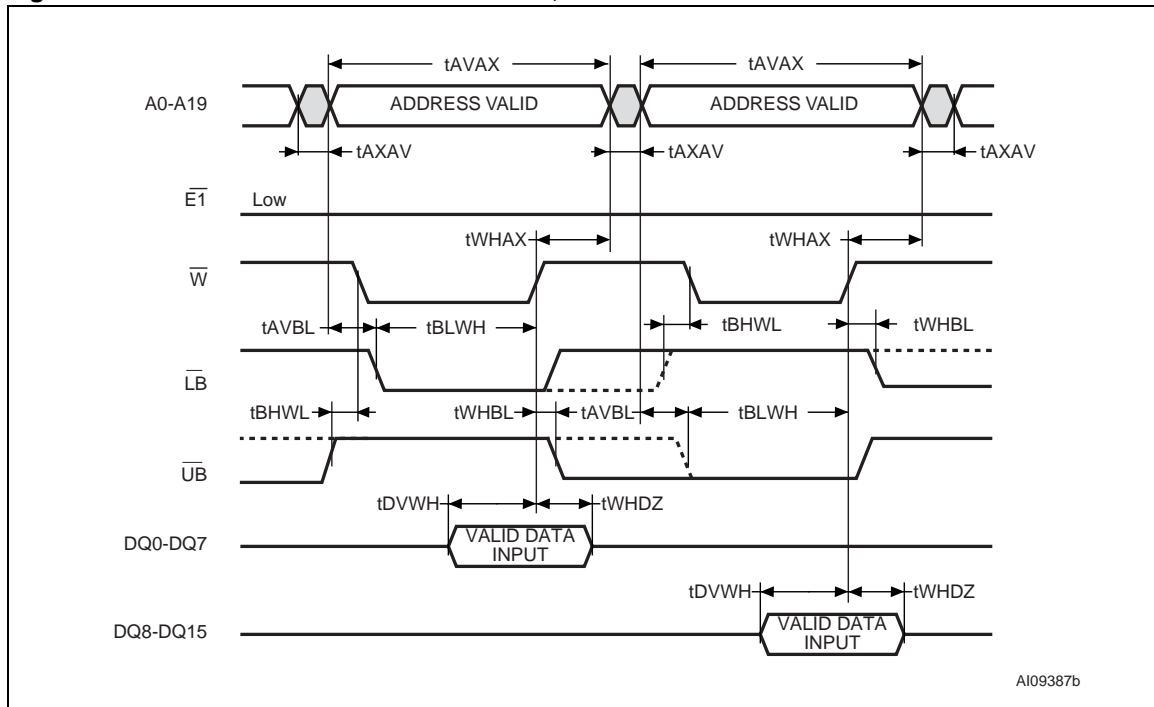 tAVAX tAVAX
A0-A19 ADDRESS VALID ADDRESS VALID
tAXAV tAXAV tAXAV
E1 Low
tWHAX tWHAX
W
tAVBL tBLWH tBHWL tWHBL
LB
tBHWL tWHBL tAVBL tBLWH
UB
tDVWH tWHDZ
DQ0-DQ7 VALID DATA
INPUT
tDVWH tWHDZ
DQ8-DQ15 VALID DATA
INPUT
AI09387b